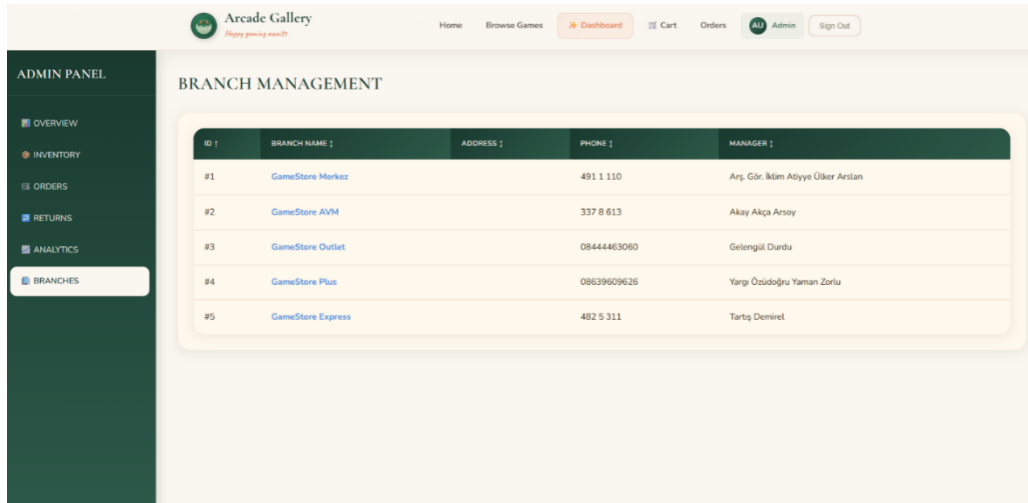 Arcade Gallery
Happy gaming awaits
Home Browse Games Dashboard Cart Orders AU Admin Sign Out
ADMIN PANEL
OVERVIEW
INVENTORY
ORDERS
RETURNS
ANALYTICS
BRANCHES
BRANCH MANAGEMENT
ID ↑ BRANCH NAME ↕ ADDRESS ↕ PHONE ↕ MANAGER ↕
#1 GameStore Merkez 491 1 110 Arş. Gör. İklim Atiyye Ülker Arslan
#2 GameStore AVM 337 8 613 Akay Akça Arsoy
#3 GameStore Outlet 08444463060 Gelengül Durdu
#4 GameStore Plus 08639609626 Yargı Özüdoğru Yaman Zorlu
#5 GameStore Express 482 5 311 Tartış Demirel